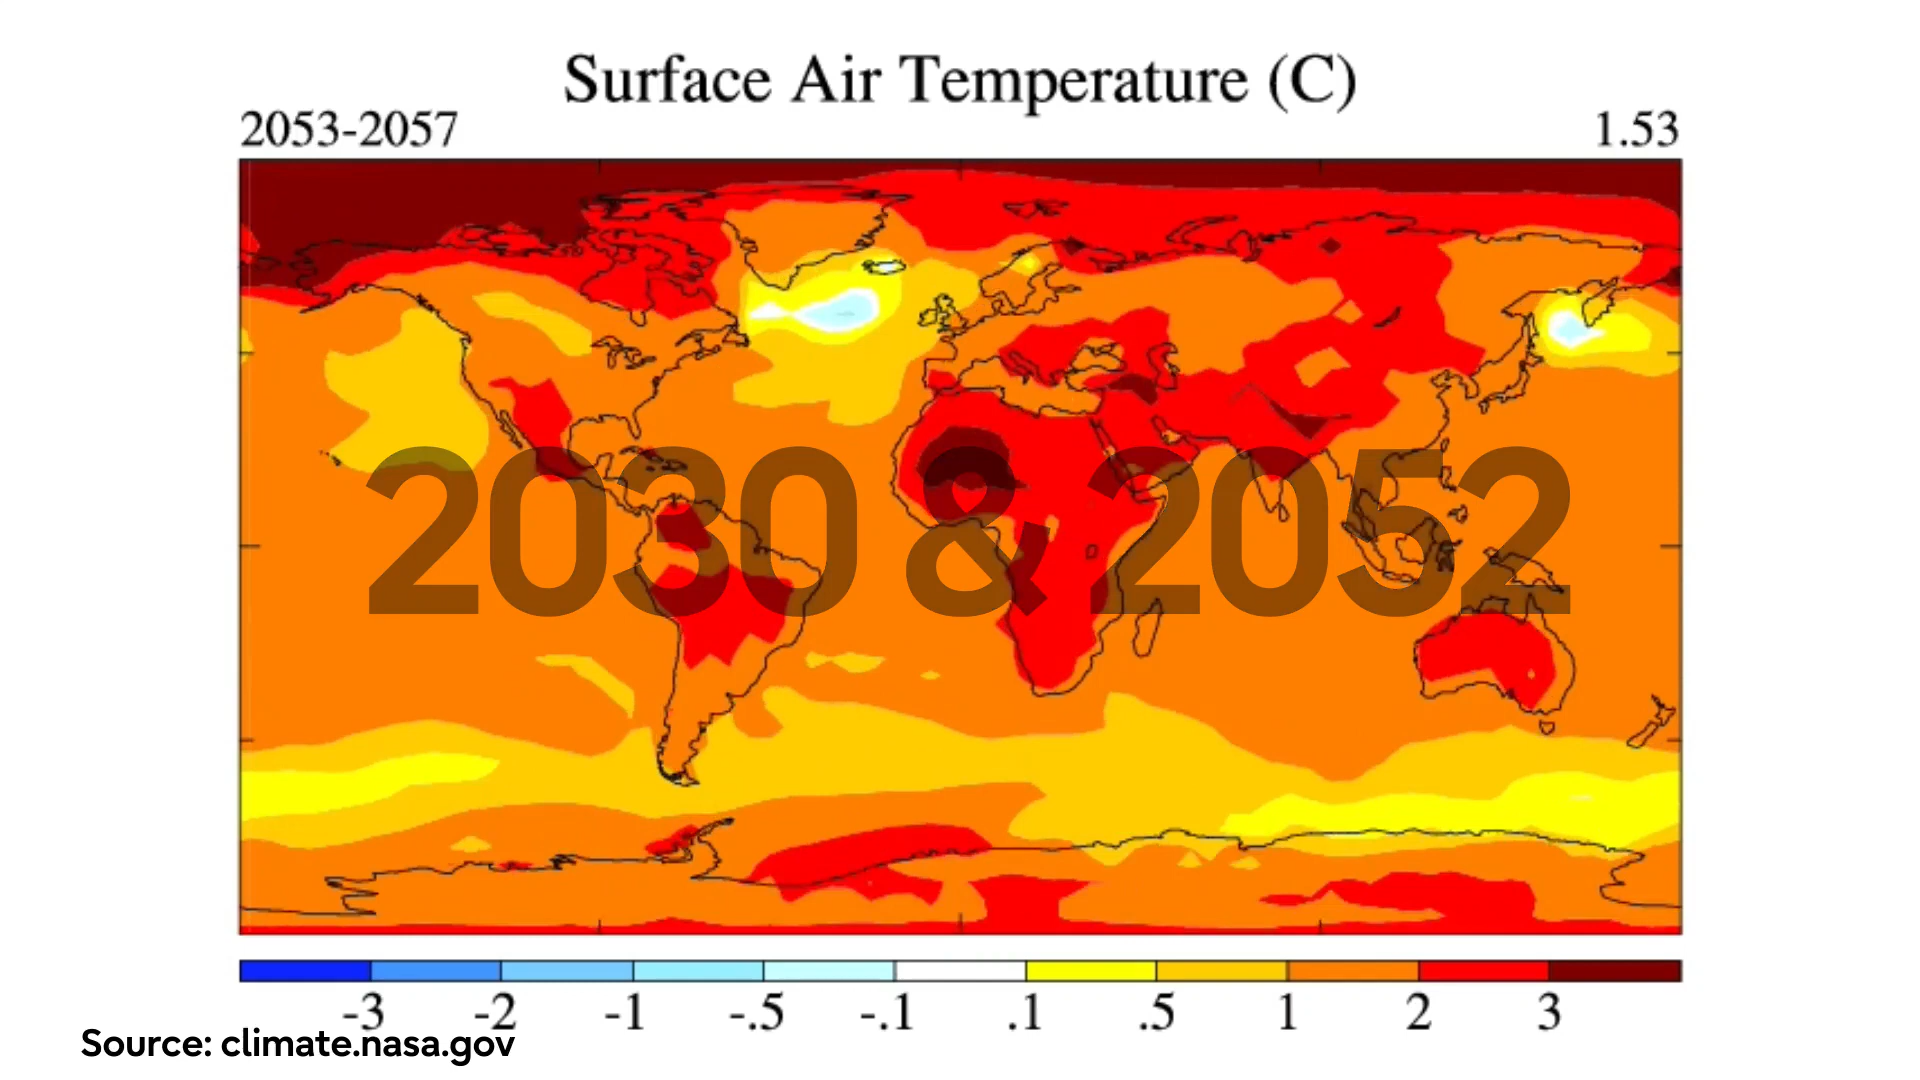 Surface Air Temperature (C)
2053-2057 1.53
2030 & 2052
-3 -2 -1 -.5 -.1 .1 .5 1 2 3
Source: climate.nasa.gov